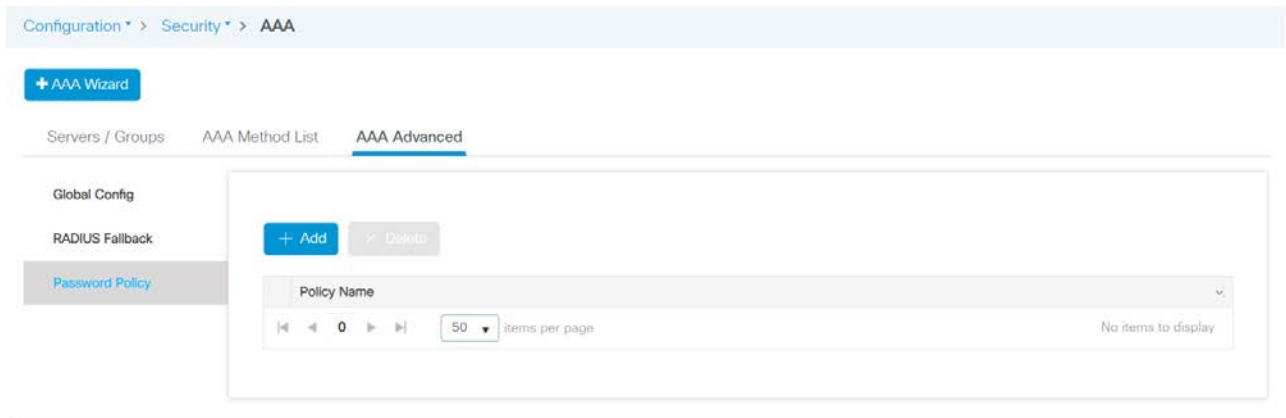 Configuration > Security > AAA
+ AAA Wizard
Servers / Groups AAA Method List AAA Advanced
Global Config
RADIUS Fallback
Password Policy
+ Add × Delete
Policy Name
0 50 items per page No items to display